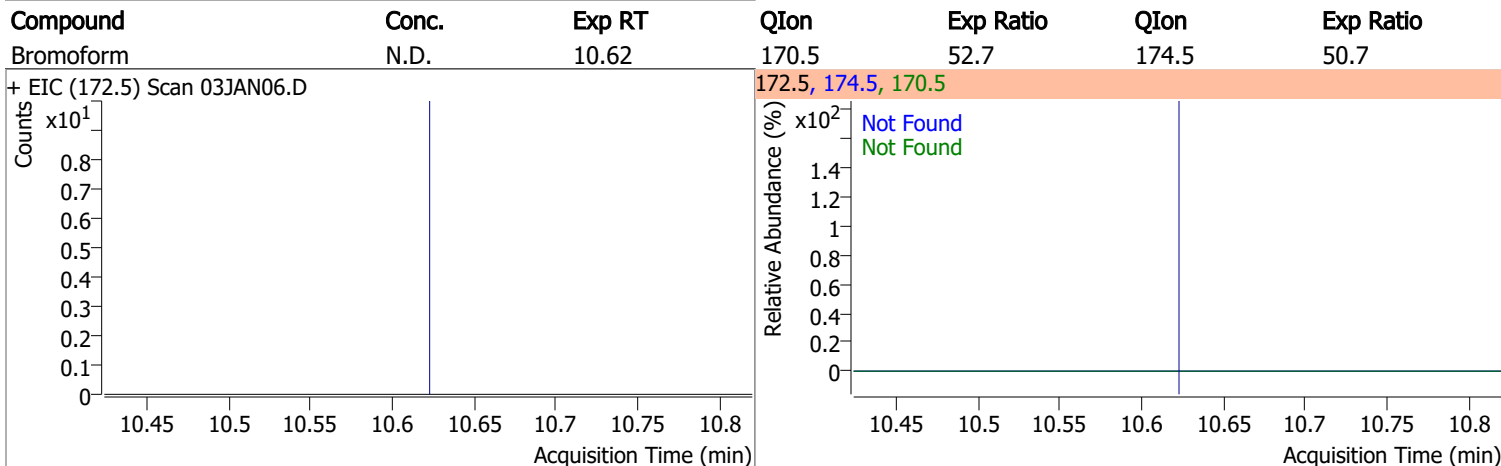 Compound Conc. Exp RT QIon Exp Ratio QIon Exp Ratio
Bromoform N.D. 10.62 170.5 52.7 174.5 50.7
+ EIC (172.5) Scan 03JAN06.D
Counts
x10¹
0.8
0.7
0.6
0.5
0.4
0.3
0.2
0.1
0
10.45 10.5 10.55 10.6 10.65 10.7 10.75 10.8
Acquisition Time (min)
172.5, 174.5, 170.5
Relative Abundance (%)
x10²
Not Found
Not Found
1.4
1.2
1
0.8
0.6
0.4
0.2
0
10.45 10.5 10.55 10.6 10.65 10.7 10.75 10.8
Acquisition Time (min)